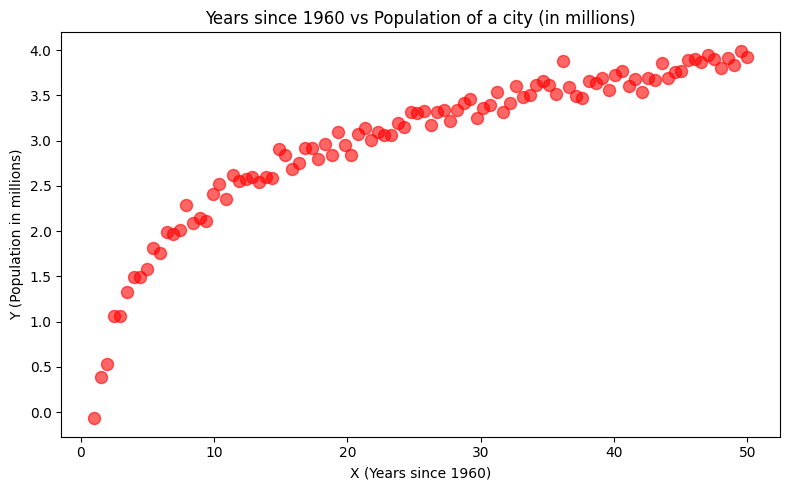 Years since 1960 vs Population of a city (in millions)
Y (Population in millions)
4.0
3.5
3.0
2.5
2.0
1.5
1.0
0.5
0.0
0 10 20 30 40 50
X (Years since 1960)